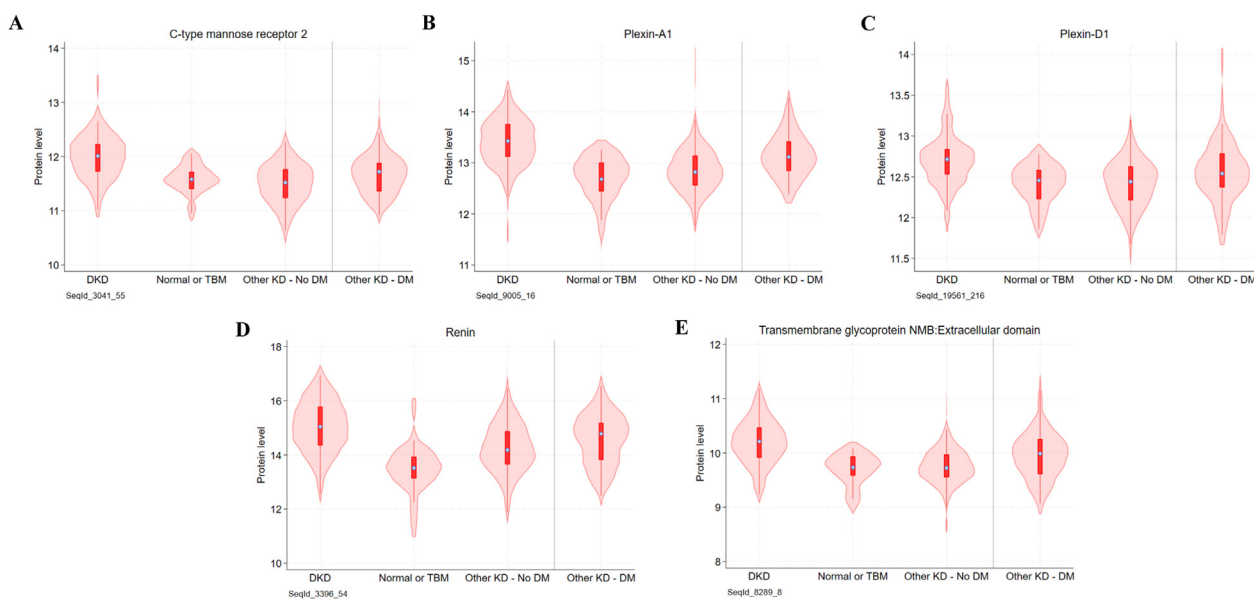 A
C-type mannose receptor 2
14
13
12
11
10
Protein level
DKD
Normal or TBM
Other KD - No DM
Other KD - DM
SeqId_3041_55
B
Plexin-A1
15
14
13
12
11
Protein level
DKD
Normal or TBM
Other KD - No DM
Other KD - DM
SeqId_9005_16
C
Plexin-D1
14
13.5
13
12.5
12
11.5
Protein level
DKD
Normal or TBM
Other KD - No DM
Other KD - DM
SeqId_19561_216
D
Renin
18
16
14
12
10
Protein level
DKD
Normal or TBM
Other KD - No DM
Other KD - DM
SeqId_3396_54
E
Transmembrane glycoprotein NMB:Extracellular domain
12
11
10
9
8
Protein level
DKD
Normal or TBM
Other KD - No DM
Other KD - DM
SeqId_8289_8